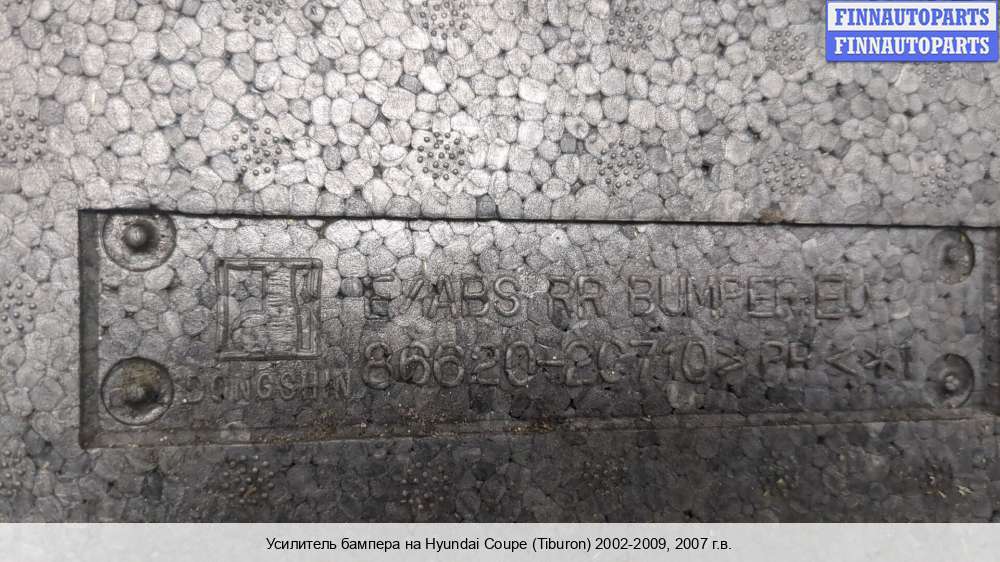 FINNAUTOPARTS
FINNAUTOPARTS
E/ABS RR BUMPER-EU
DONGSHIN 86620-2C710 >PP< *1
Усилитель бампера на Hyundai Coupe (Tiburon) 2002-2009, 2007 г.в.